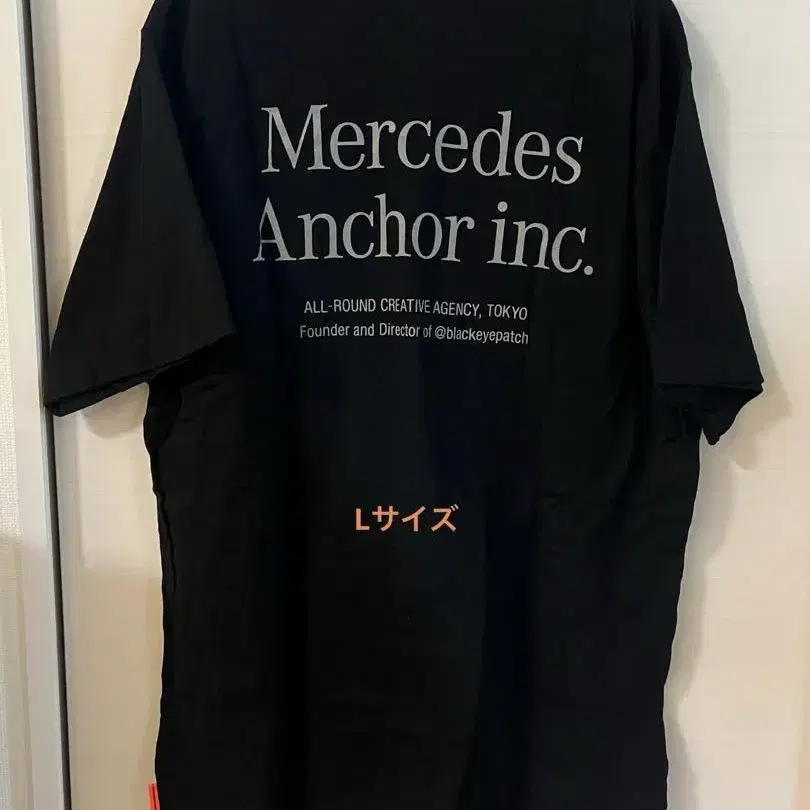 Mercedes
Anchor inc.
ALL-ROUND CREATIVE AGENCY, TOKYO
Founder and Director of @blackeyepatch
Lサイズ